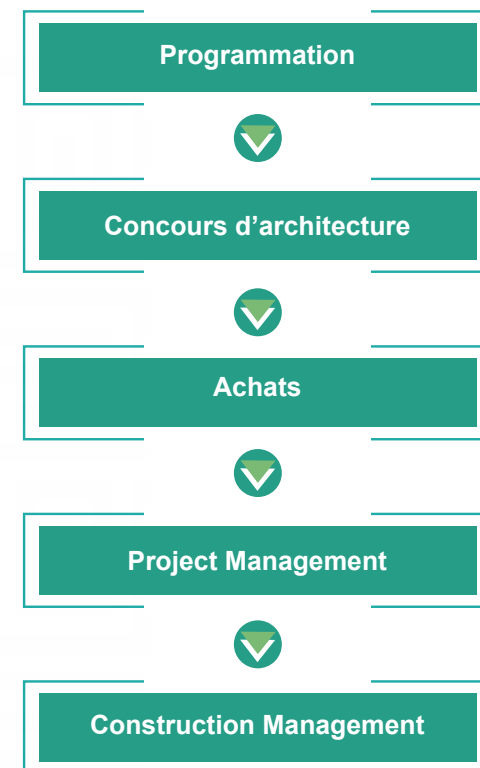 Programmation
Concours d’architecture
Achats
Project Management
Construction Management